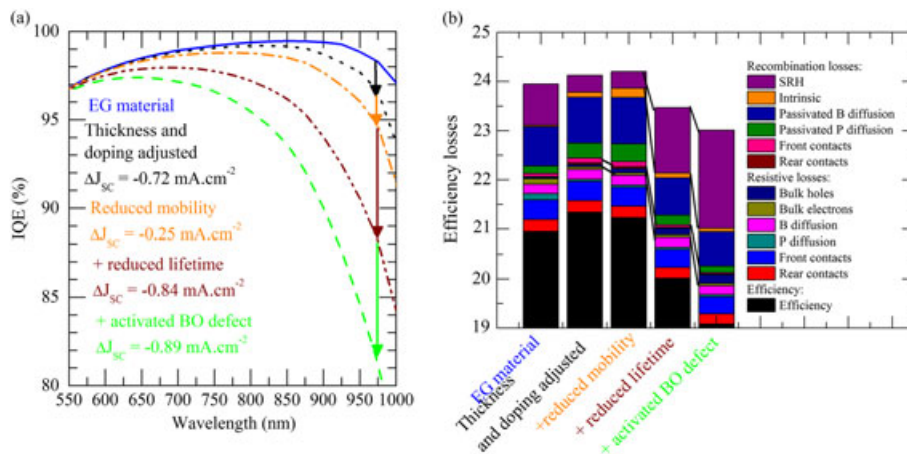 (a)
100
95
90
85
80
IQE (%)
EG material
Thickness and
doping adjusted
ΔJSC = -0.72 mA.cm-2
Reduced mobility
ΔJSC = -0.25 mA.cm-2
+ reduced lifetime
ΔJSC = -0.84 mA.cm-2
+ activated BO defect
ΔJSC = -0.89 mA.cm-2
550 600 650 700 750 800 850 900 950 1000
Wavelength (nm)
(b)
25
24
23
22
21
20
19
Efficiency losses
Recombination losses:
SRH
Intrinsic
Passivated B diffusion
Passivated P diffusion
Front contacts
Rear contacts
Resistive losses:
Bulk holes
Bulk electrons
B diffusion
P diffusion
Front contacts
Rear contacts
Efficiency:
Efficiency
EG material
Thickness
and doping adjusted
+reduced mobility
+ reduced lifetime
+ activated BO defect